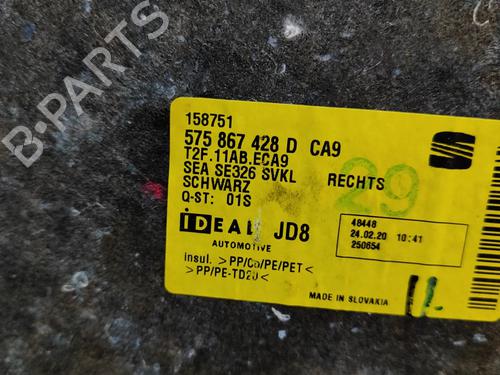 B-PARTS
158751
575 867 428 D CA9
T2F.11AB.ECA9
SEA SE326 SVKL
RECHTS
SCHWARZ
29
Q-ST: 01S
IDEAL JD8
AUTOMOTIVE
48448
24.02.20 10:41
250654
insul. >PP/Co/PE/PET<
>PP/PE-TD20<
MADE IN SLOVAKIA